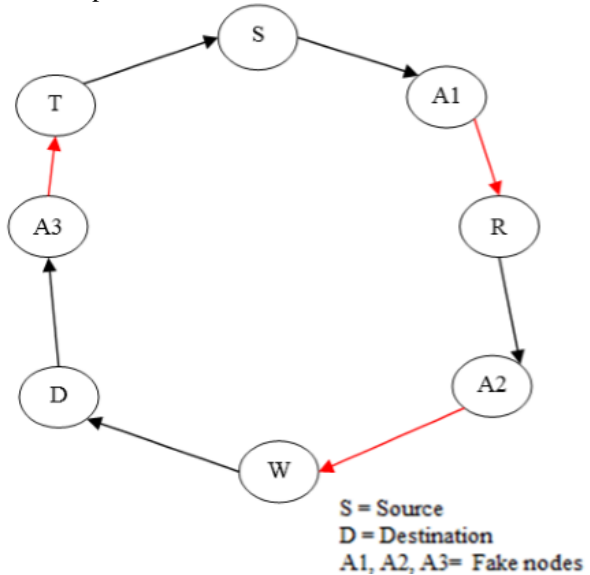 S
A1
T
R
A3
A2
D
W
S = Source
D = Destination
A1, A2, A3= Fake nodes